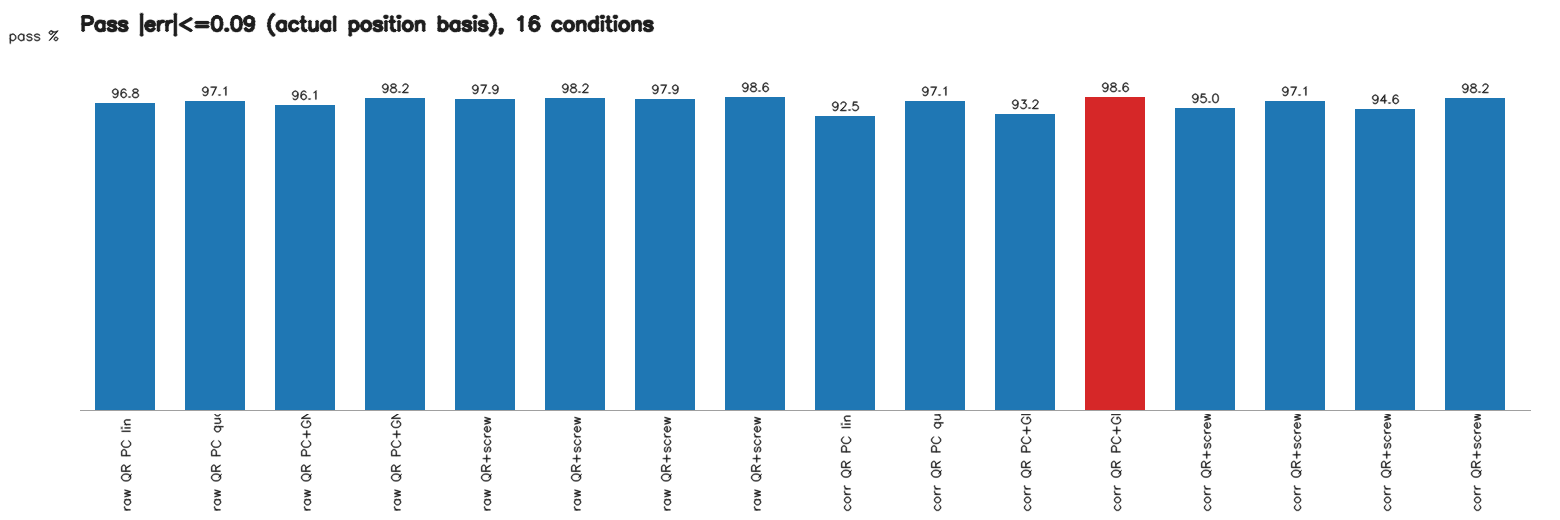 Pass |err|<=0.09 (actual position basis), 16 conditions
pass %
96.8
97.1
96.1
98.2
97.9
98.2
97.9
98.6
92.5
97.1
93.2
98.6
95.0
97.1
94.6
98.2
raw QR PC lin
raw QR PC qu
raw QR PC+GN
raw QR PC+GN
raw QR+screw
raw QR+screw
raw QR+screw
raw QR+screw
corr QR PC lin
corr QR PC qu
corr QR PC+G
corr QR PC+G
corr QR+screw
corr QR+screw
corr QR+screw
corr QR+screw